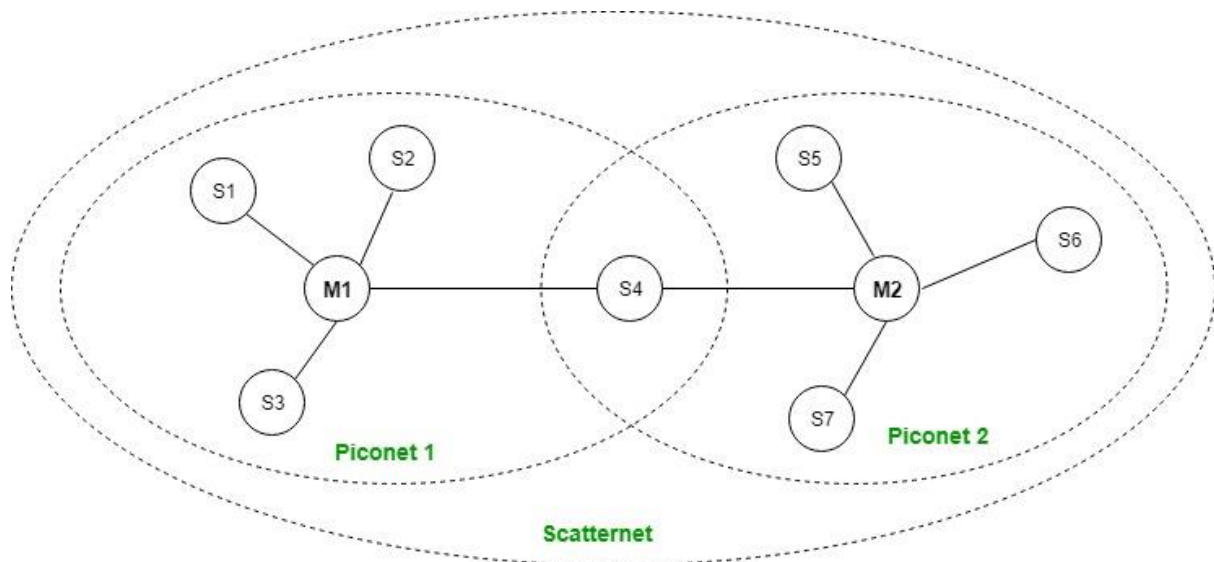 S2
S5
S1
S6
M1
S4
M2
S3
S7
Piconet 1
Piconet 2
Scatternet